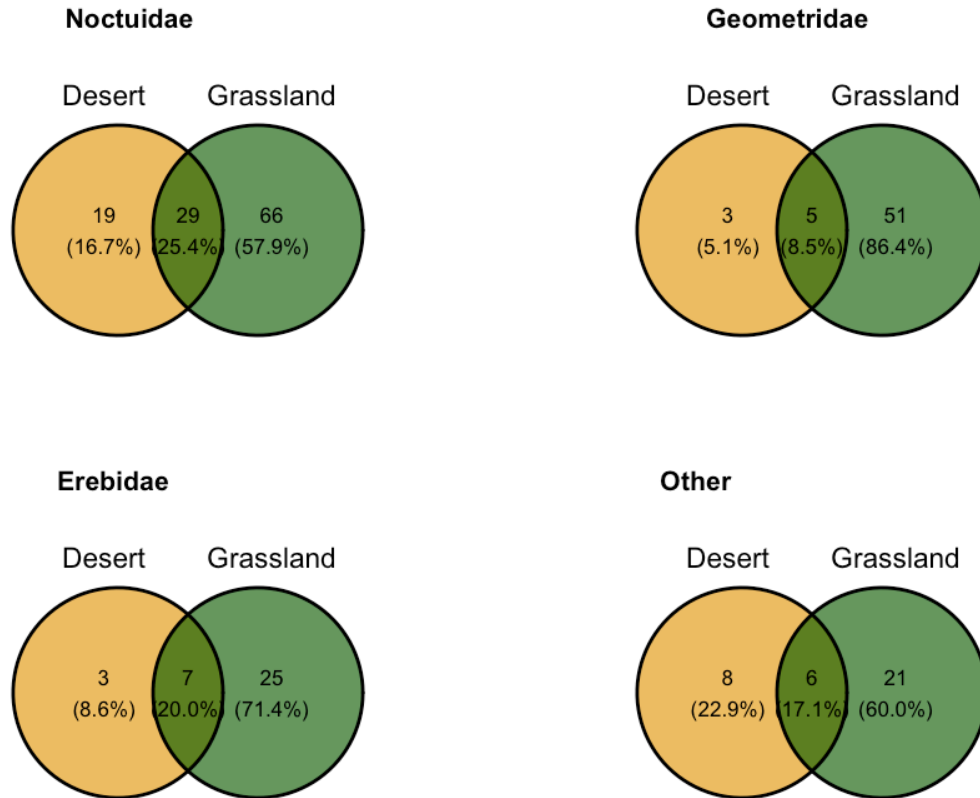 Noctuidae
Desert Grassland
19 29 66
(16.7%) (25.4%) (57.9%)
Geometridae
Desert Grassland
3 5 51
(5.1%) (8.5%) (86.4%)
Erebidae
Desert Grassland
3 7 25
(8.6%) (20.0%) (71.4%)
Other
Desert Grassland
8 6 21
(22.9%) (17.1%) (60.0%)